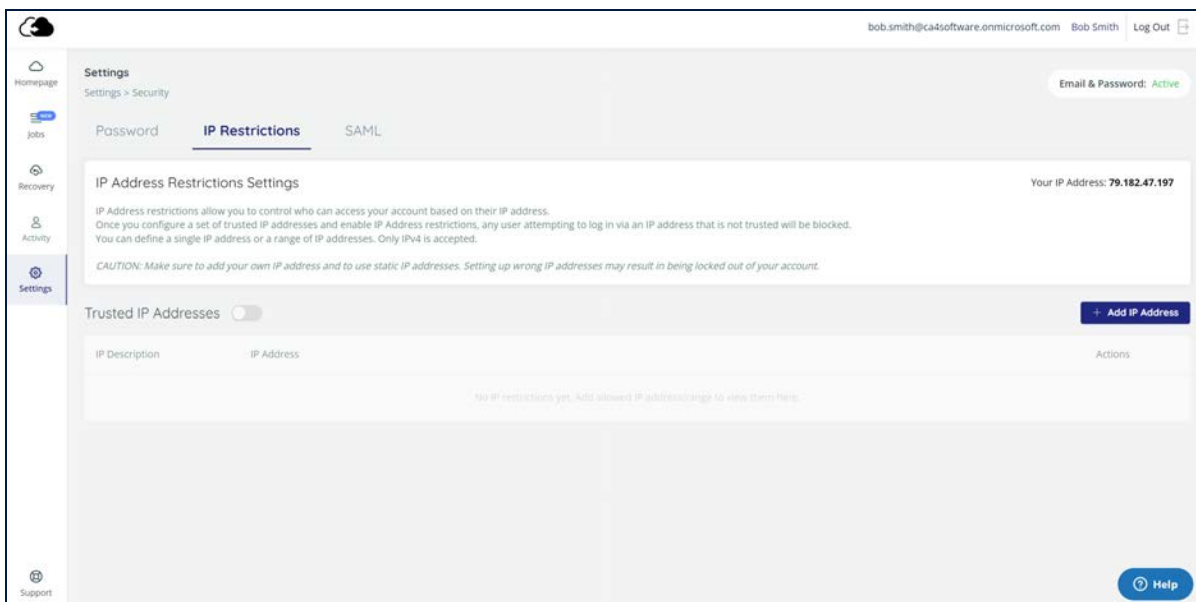 bob.smith@ca4software.onmicrosoft.com Bob Smith Log Out
Homepage
Jobs
NEW
Recovery
Activity
Settings
Support
Settings
Settings > Security
Email & Password: Active
Password IP Restrictions SAML
IP Address Restrictions Settings
Your IP Address: 79.182.47.197
IP Address restrictions allow you to control who can access your account based on their IP address.
Once you configure a set of trusted IP addresses and enable IP Address restrictions, any user attempting to log in via an IP address that is not trusted will be blocked.
You can define a single IP address or a range of IP addresses. Only IPv4 is accepted.
CAUTION: Make sure to add your own IP address and to use static IP addresses. Setting up wrong IP addresses may result in being locked out of your account.
Trusted IP Addresses
+ Add IP Address
IP Description IP Address Actions
No IP restrictions yet. Add allowed IP address/range to view them here.
Help